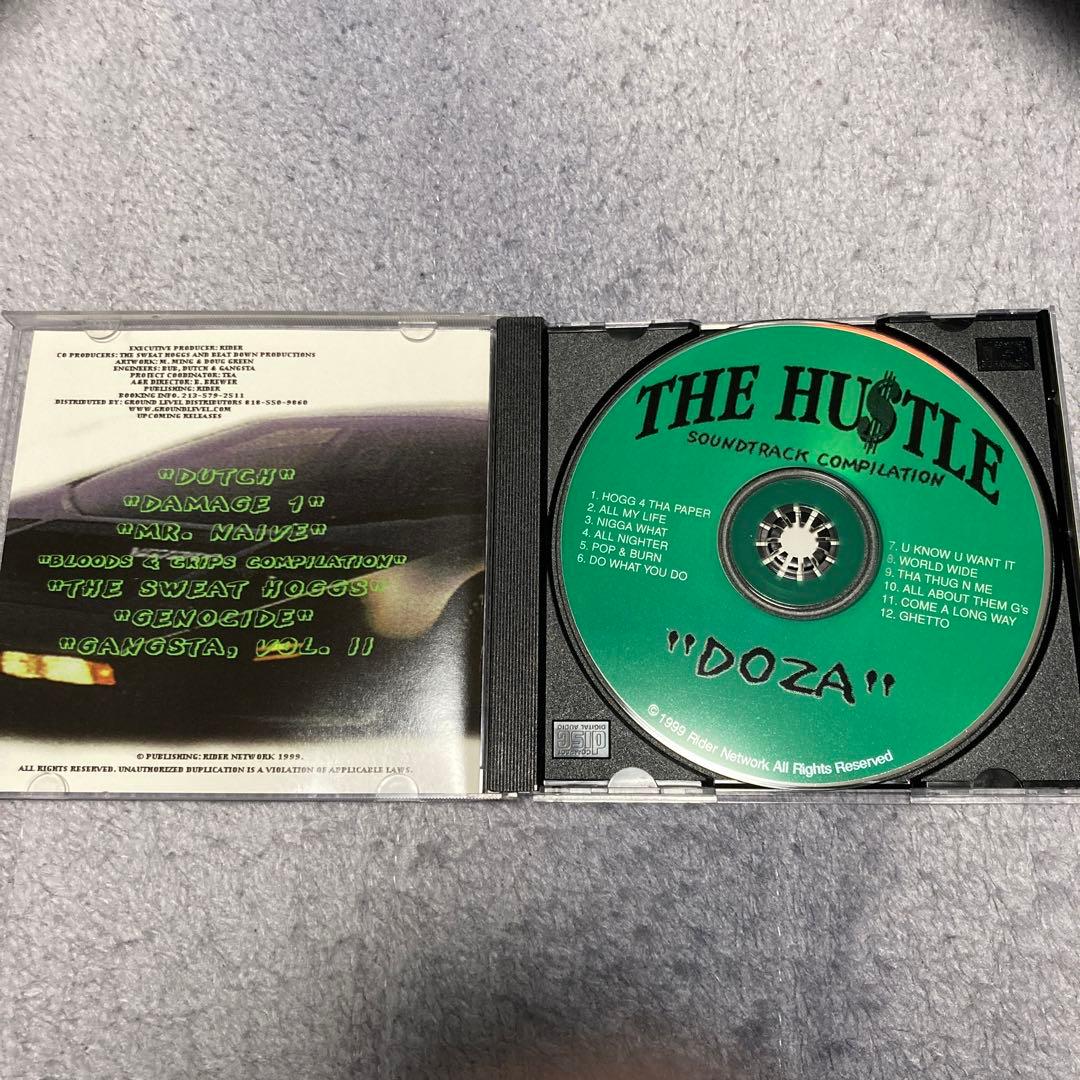 EXECUTIVE PRODUCER: RIDER
CO PRODUCERS: THE SWEAT HOGGS AND BEAT DOWN PRODUCTIONS
ARTWORK: M. MING & DOUG GREEN
ENGINEERS: BUB, DUTCH & GANGSTA
PROJECT COORDINATOR: TEA
A&R DIRECTOR: B. BREWER
PUBLISHING: RIDER
BOOKING INFO. 213-579-2511
DISTRIBUTED BY: GROUND LEVEL DISTRIBUTORS 818-550-9860
WWW.GROUNDLEVEL.COM
UPCOMING RELEASES
"DUTCH"
"DAMAGE 1"
"MR. NAIVE"
"BLOODS & CRIPS COMPILATION"
"THE SWEAT HOGGS"
"GENOCIDE"
"GANGSTA, VOL. II
© PUBLISHING: RIDER NETWORK 1999.
ALL RIGHTS RESERVED. UNAUTHORIZED DUPLICATION IS A VIOLATION OF APPLICABLE LAWS.
THE HU$TLE
SOUNDTRACK COMPILATION
1. HOGG 4 THA PAPER
2. ALL MY LIFE
3. NIGGA WHAT
4. ALL NIGHTER
5. POP & BURN
6. DO WHAT YOU DO
7. U KNOW U WANT IT
8. WORLD WIDE
9. THA THUG N ME
10. ALL ABOUT THEM G's
11. COME A LONG WAY
12. GHETTO
"DOZA"
© 1999 Rider Network All Rights Reserved
COMPACT
disc
DIGITAL AUDIO